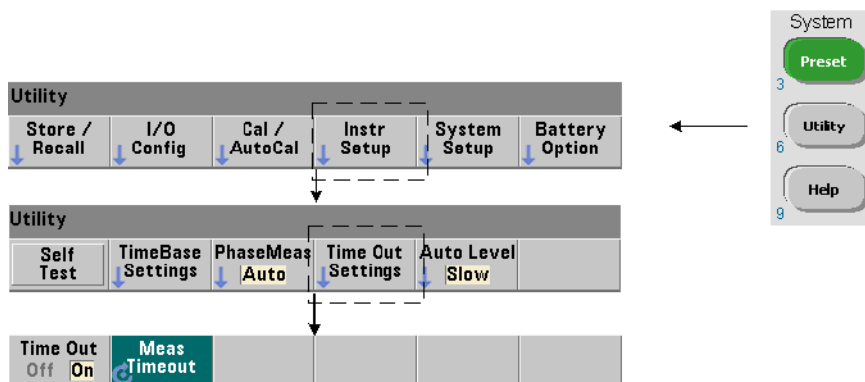 System
Preset
3
Utility
6
Help
9
Utility
Store / Recall
I/O Config
Cal / AutoCal
Instr Setup
System Setup
Battery Option
Utility
Self Test
TimeBase Settings
PhaseMeas Auto
Time Out Settings
Auto Level Slow
Time Out Off On
Meas Timeout